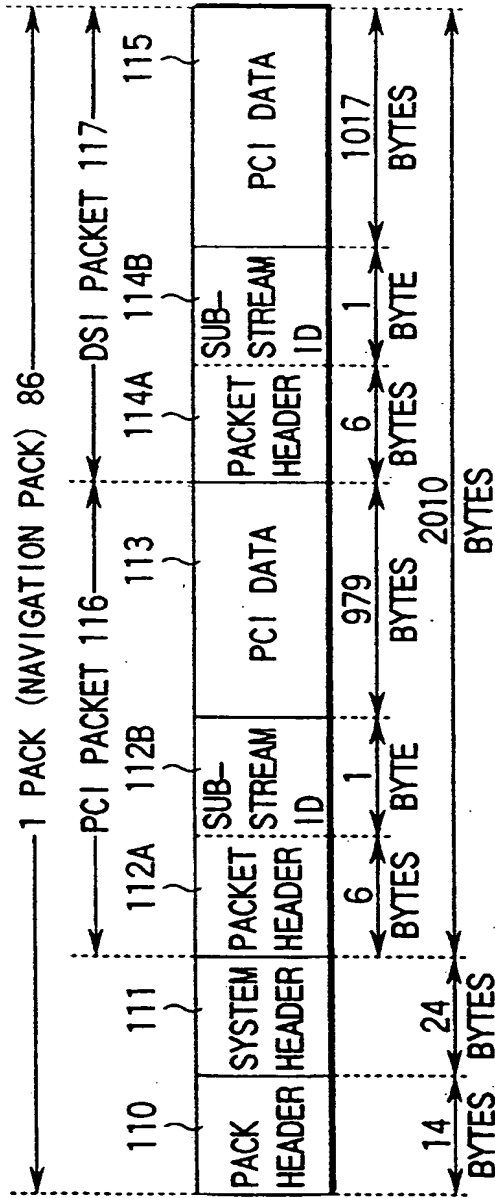 1 PACK (NAVIGATION PACK) 86
PCI PACKET 116
DSI PACKET 117
110
111
112A
112B
113
114A
114B
115
PACK
HEADER
SYSTEM
HEADER
PACKET
HEADER
SUB-
STREAM
ID
PCI DATA
PACKET
HEADER
SUB-
STREAM
ID
PCI DATA
6
BYTES
1
BYTE
979
BYTES
6
BYTES
1
BYTE
1017
BYTES
14
BYTES
24
BYTES
2010
BYTES